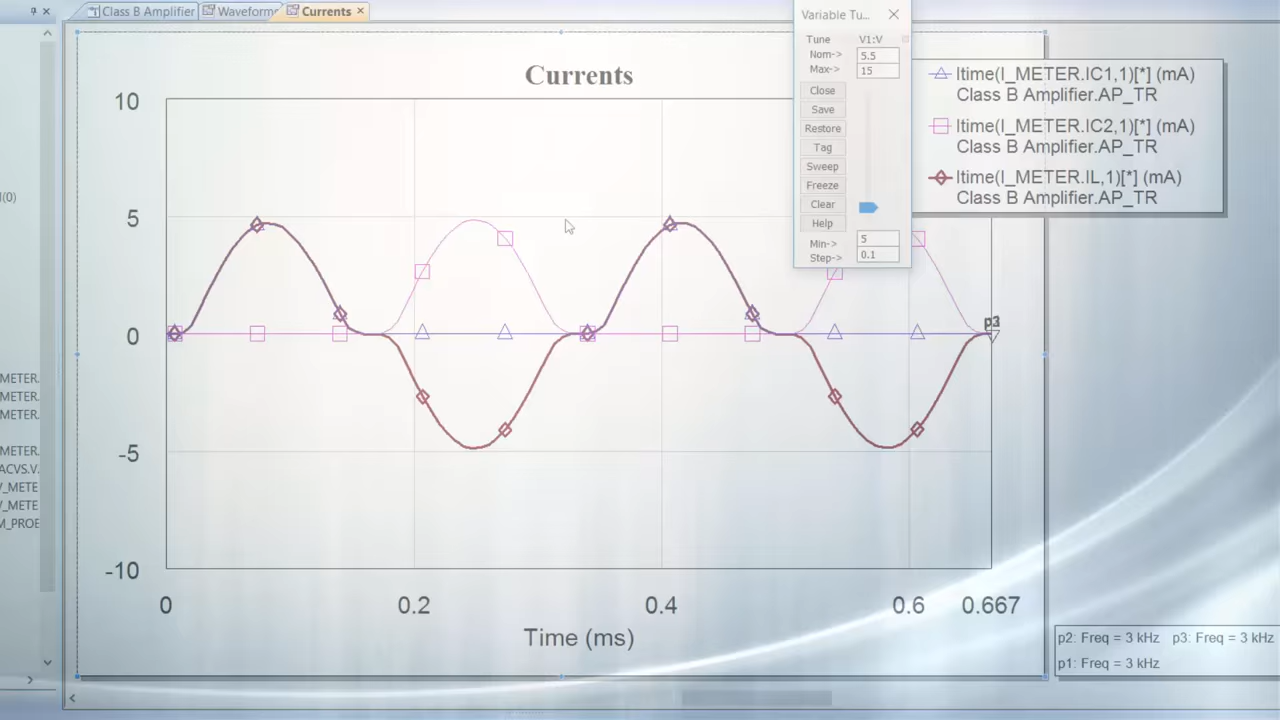 Class B Amplifier
Waveform
Currents
Variable Tu...
Tune V1:V
Nom-> 5.5
Max-> 15
Close
Save
Restore
Tag
Sweep
Freeze
Clear
Help
Min-> 5
Step-> 0.1
Currents
Itime(I_METER.IC1,1)[*] (mA)
Class B Amplifier.AP_TR
Itime(I_METER.IC2,1)[*] (mA)
Class B Amplifier.AP_TR
Itime(I_METER.IL,1)[*] (mA)
Class B Amplifier.AP_TR
10
5
0
-5
-10
p3
0 0.2 0.4 0.6 0.667
Time (ms)
p2: Freq = 3 kHz p3: Freq = 3 kHz
p1: Freq = 3 kHz
(0)
METER.
METER.
METER.
METER.
ACVS.V.
V_METE
V_METE
M_PROE